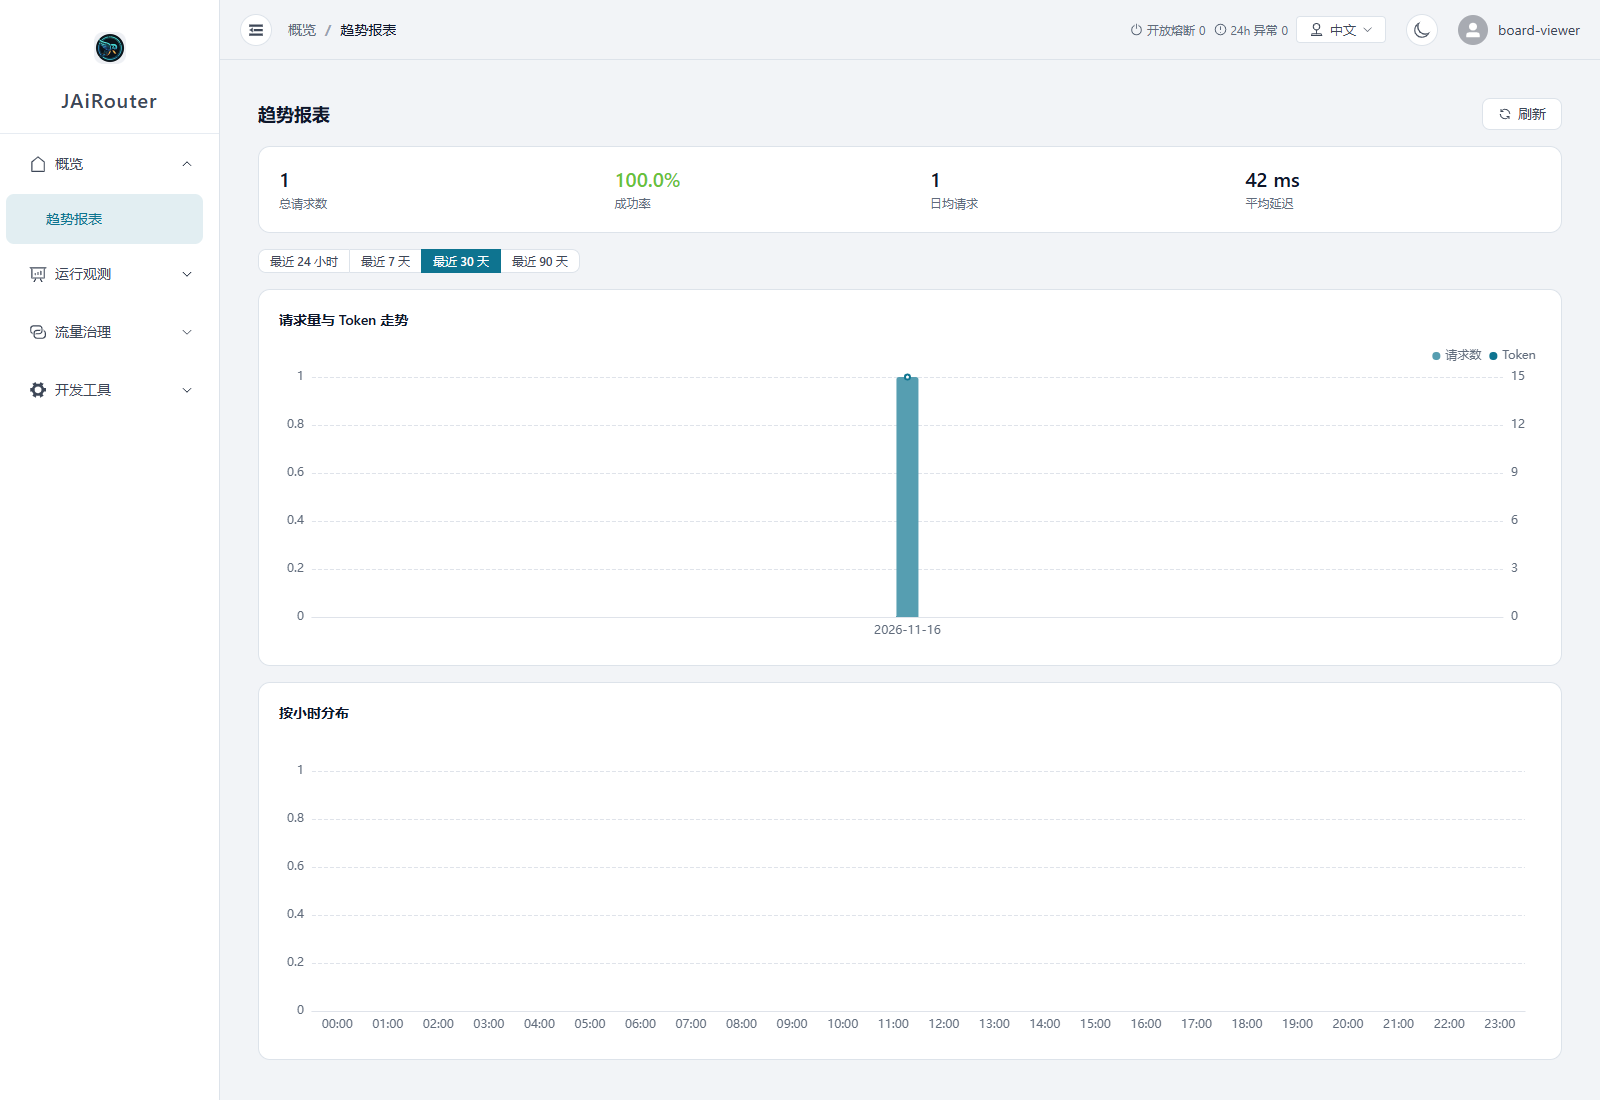 JAiRouter
概览
趋势报表
运行观测
流量治理
开发工具
概览 / 趋势报表
开放熔断 0 24h 异常 0 中文 board-viewer
趋势报表
刷新
1 100.0% 1 42 ms
总请求数 成功率 日均请求 平均延迟
最近 24 小时 最近 7 天 最近 30 天 最近 90 天
请求量与 Token 走势
请求数 Token
1 15
0.8 12
0.6 9
0.4 6
0.2 3
0 0
2026-11-16
按小时分布
1
0.8
0.6
0.4
0.2
0
00:00 01:00 02:00 03:00 04:00 05:00 06:00 07:00 08:00 09:00 10:00 11:00 12:00 13:00 14:00 15:00 16:00 17:00 18:00 19:00 20:00 21:00 22:00 23:00